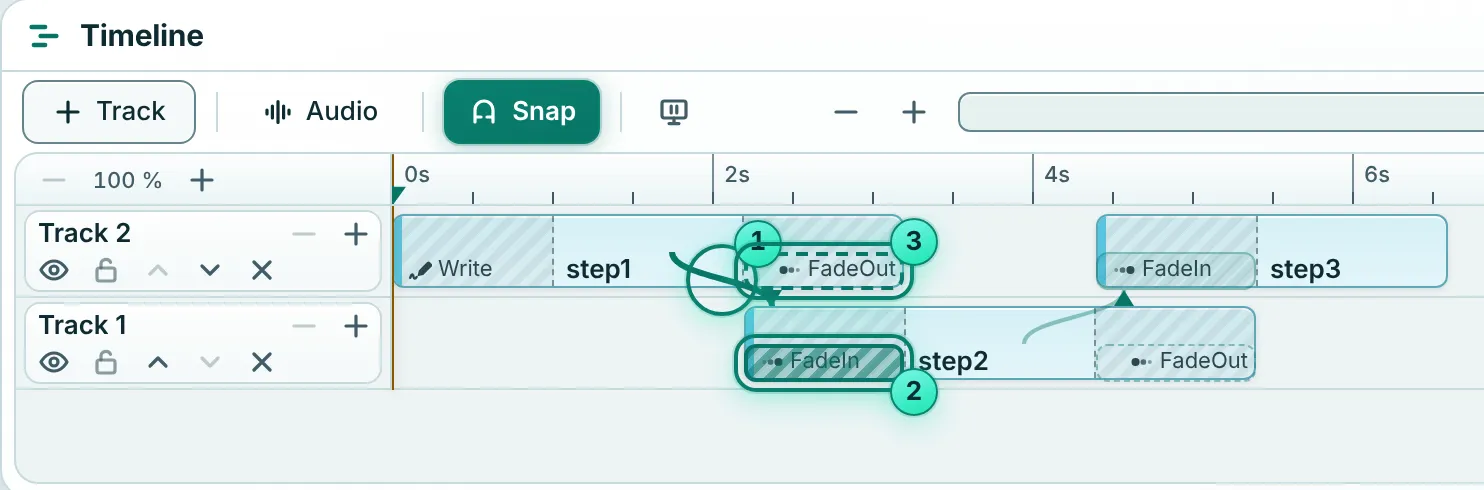 Timeline
Track Audio Snap
100 % 0s 2s 4s 6s
Track 2
Write step1 1 FadeOut 3 FadeIn step3
Track 1
FadeIn step2 FadeOut
2